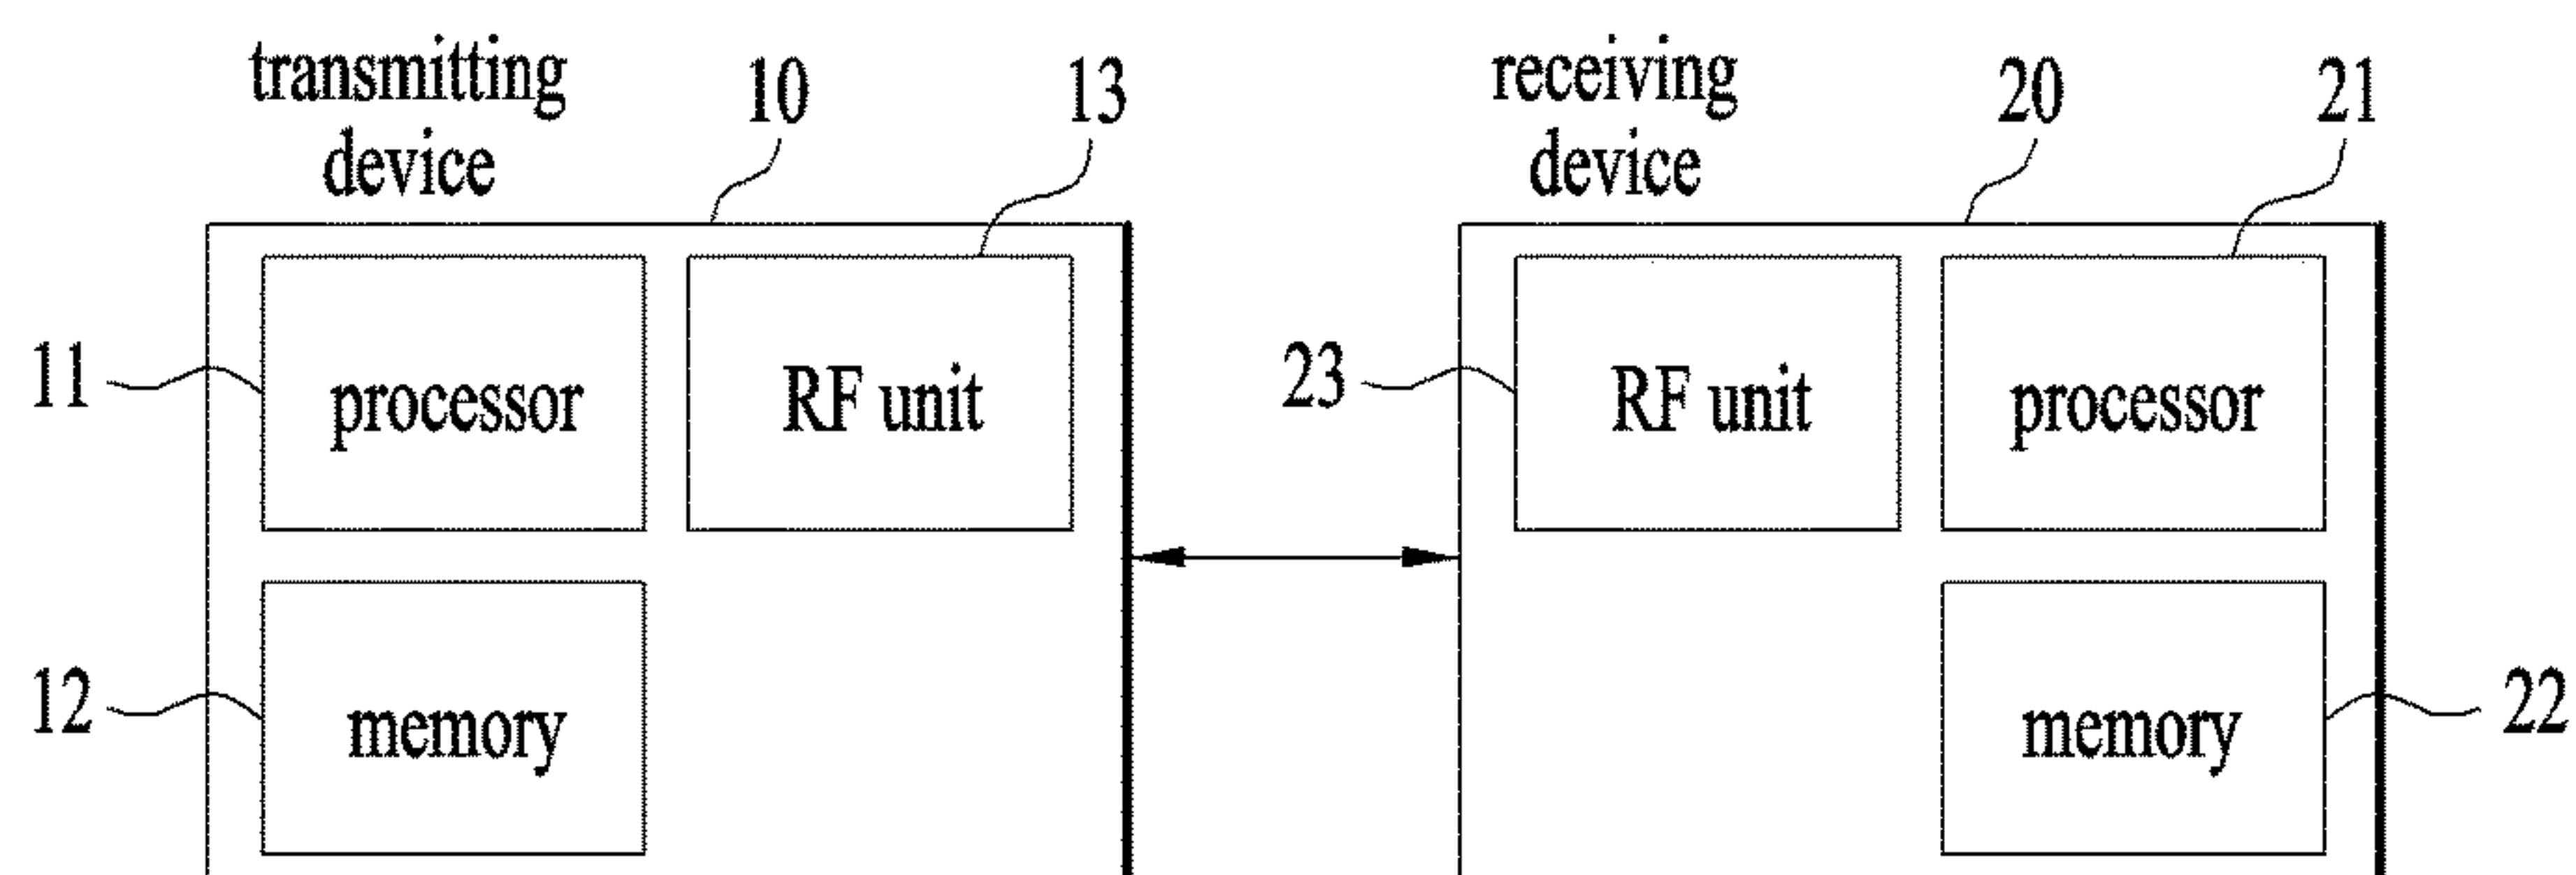 transmitting
device
10
13
receiving
device
20
21
11
processor
RF unit
23
RF unit
processor
12
memory
memory
22